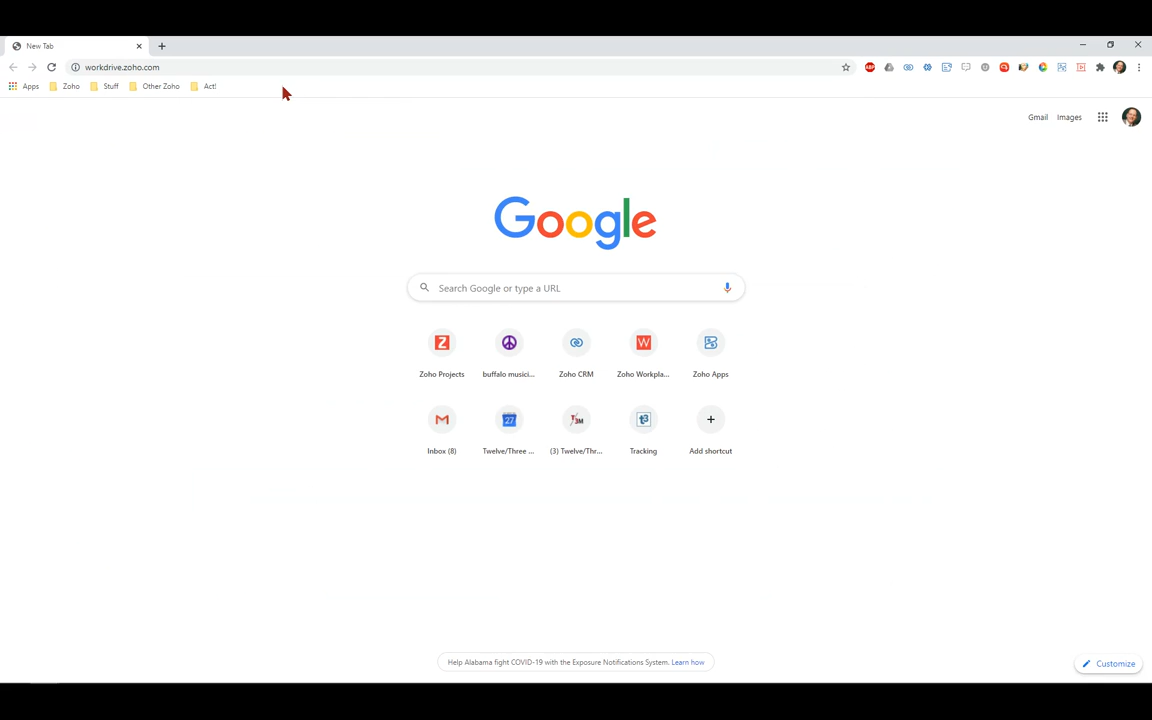 New Tab
workdrive.zoho.com
ABP
Apps Zoho Stuff Other Zoho Act!
Gmail Images
Google
Search Google or type a URL
Zoho Projects buffalo musici... Zoho CRM Zoho Workpla... Zoho Apps
27
Inbox (8) Twelve/Three ... (3) Twelve/Thr... Tracking Add shortcut
Help Alabama fight COVID-19 with the Exposure Notifications System. Learn how
Customize